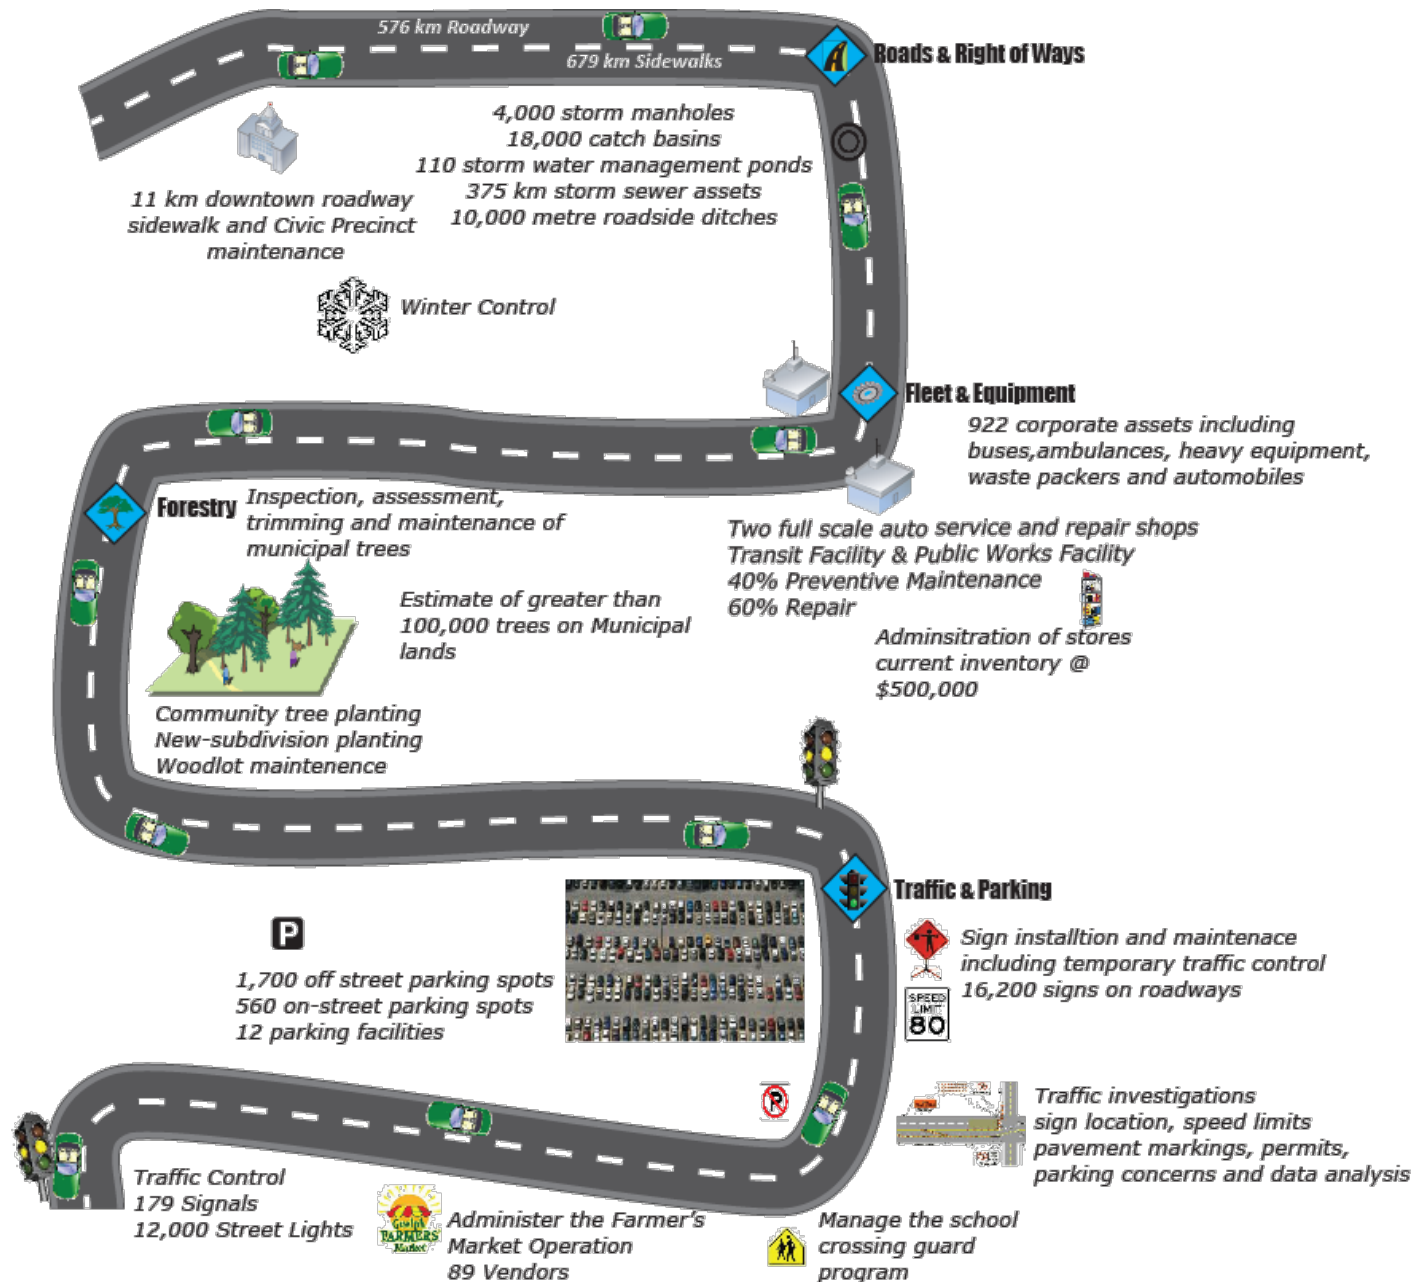 576 km Roadway
679 km Sidewalks
Roads & Right of Ways
4,000 storm manholes
18,000 catch basins
110 storm water management ponds
375 km storm sewer assets
10,000 metre roadside ditches
11 km downtown roadway
sidewalk and Civic Precinct
maintenance
Winter Control
Fleet & Equipment
922 corporate assets including
buses,ambulances, heavy equipment,
waste packers and automobiles
Two full scale auto service and repair shops
Transit Facility & Public Works Facility
40% Preventive Maintenance
60% Repair
Adminsitration of stores
current inventory @
$500,000
Forestry
Inspection, assessment,
trimming and maintenance of
municipal trees
Estimate of greater than
100,000 trees on Municipal
lands
Community tree planting
New-subdivision planting
Woodlot maintenence
Traffic & Parking
Sign installtion and maintenace
including temporary traffic control
16,200 signs on roadways
SPEED
LIMIT
80
P
1,700 off street parking spots
560 on-street parking spots
12 parking facilities
P
Traffic investigations
sign location, speed limits
pavement markings, permits,
parking concerns and data analysis
Traffic Control
179 Signals
12,000 Street Lights
Guelph
FARMERS
Market
Administer the Farmer's
Market Operation
89 Vendors
Manage the school
crossing guard
program